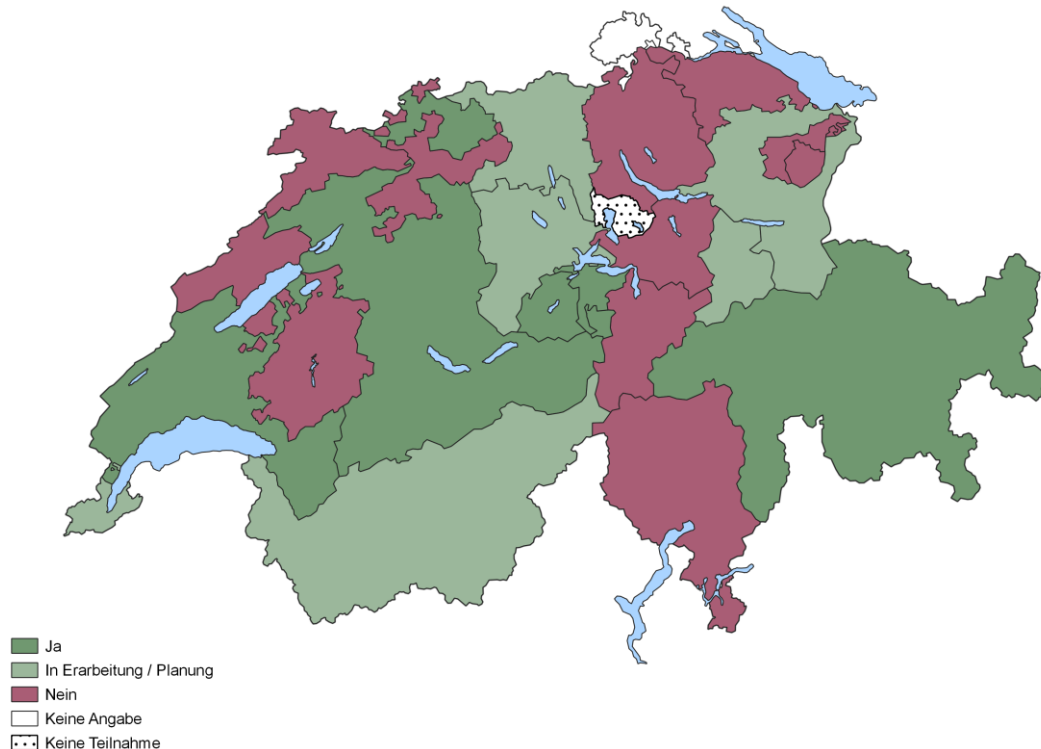 Ja
In Erarbeitung / Planung
Nein
Keine Angabe
Keine Teilnahme